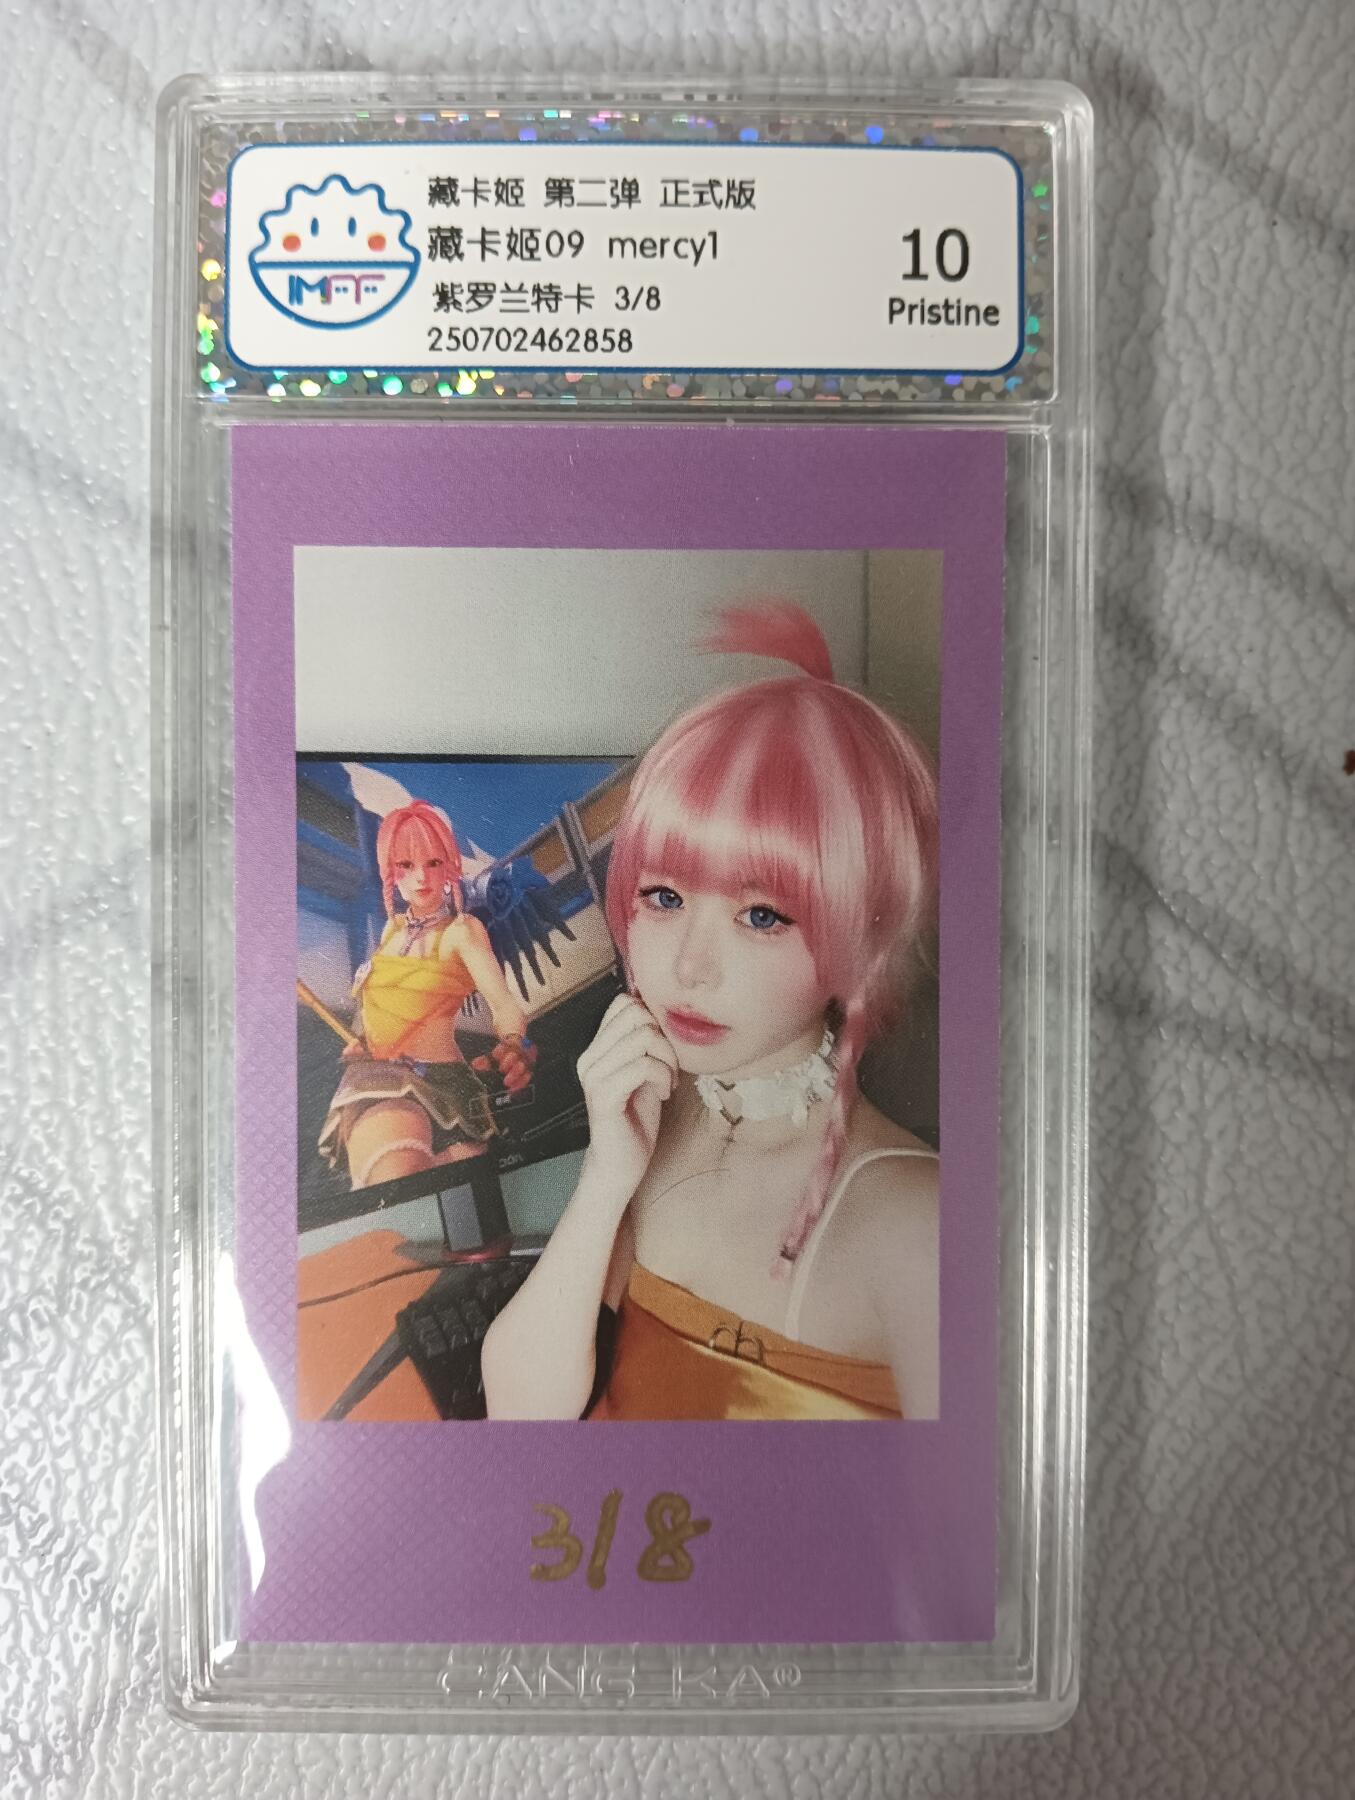 藏卡姬 第二弹 正式版
藏卡姬09 mercy1
紫罗兰特卡 3/8
250702462858
10
Pristine
3/8
CANG KA®